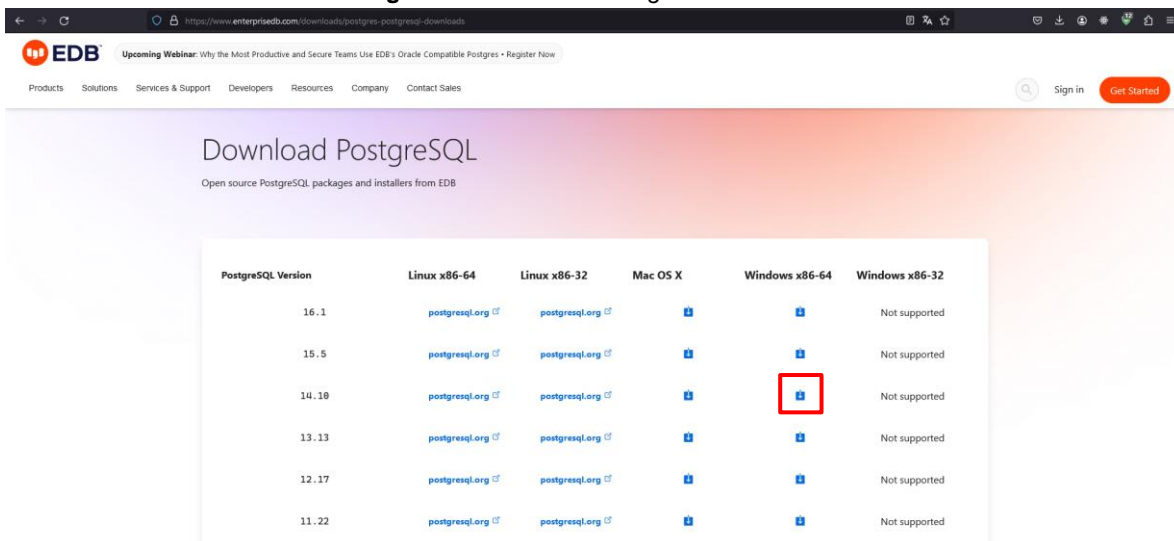 https://www.enterprisedb.com/downloads/postgres-postgresql-downloads
12
EDB
Upcoming Webinar: Why the Most Productive and Secure Teams Use EDB's Oracle Compatible Postgres • Register Now
Products Solutions Services & Support Developers Resources Company Contact Sales Sign in Get Started
Download PostgreSQL
Open source PostgreSQL packages and installers from EDB
PostgreSQL Version Linux x86-64 Linux x86-32 Mac OS X Windows x86-64 Windows x86-32
16.1 postgresql.org postgresql.org Not supported
15.5 postgresql.org postgresql.org Not supported
14.10 postgresql.org postgresql.org Not supported
13.13 postgresql.org postgresql.org Not supported
12.17 postgresql.org postgresql.org Not supported
11.22 postgresql.org postgresql.org Not supported